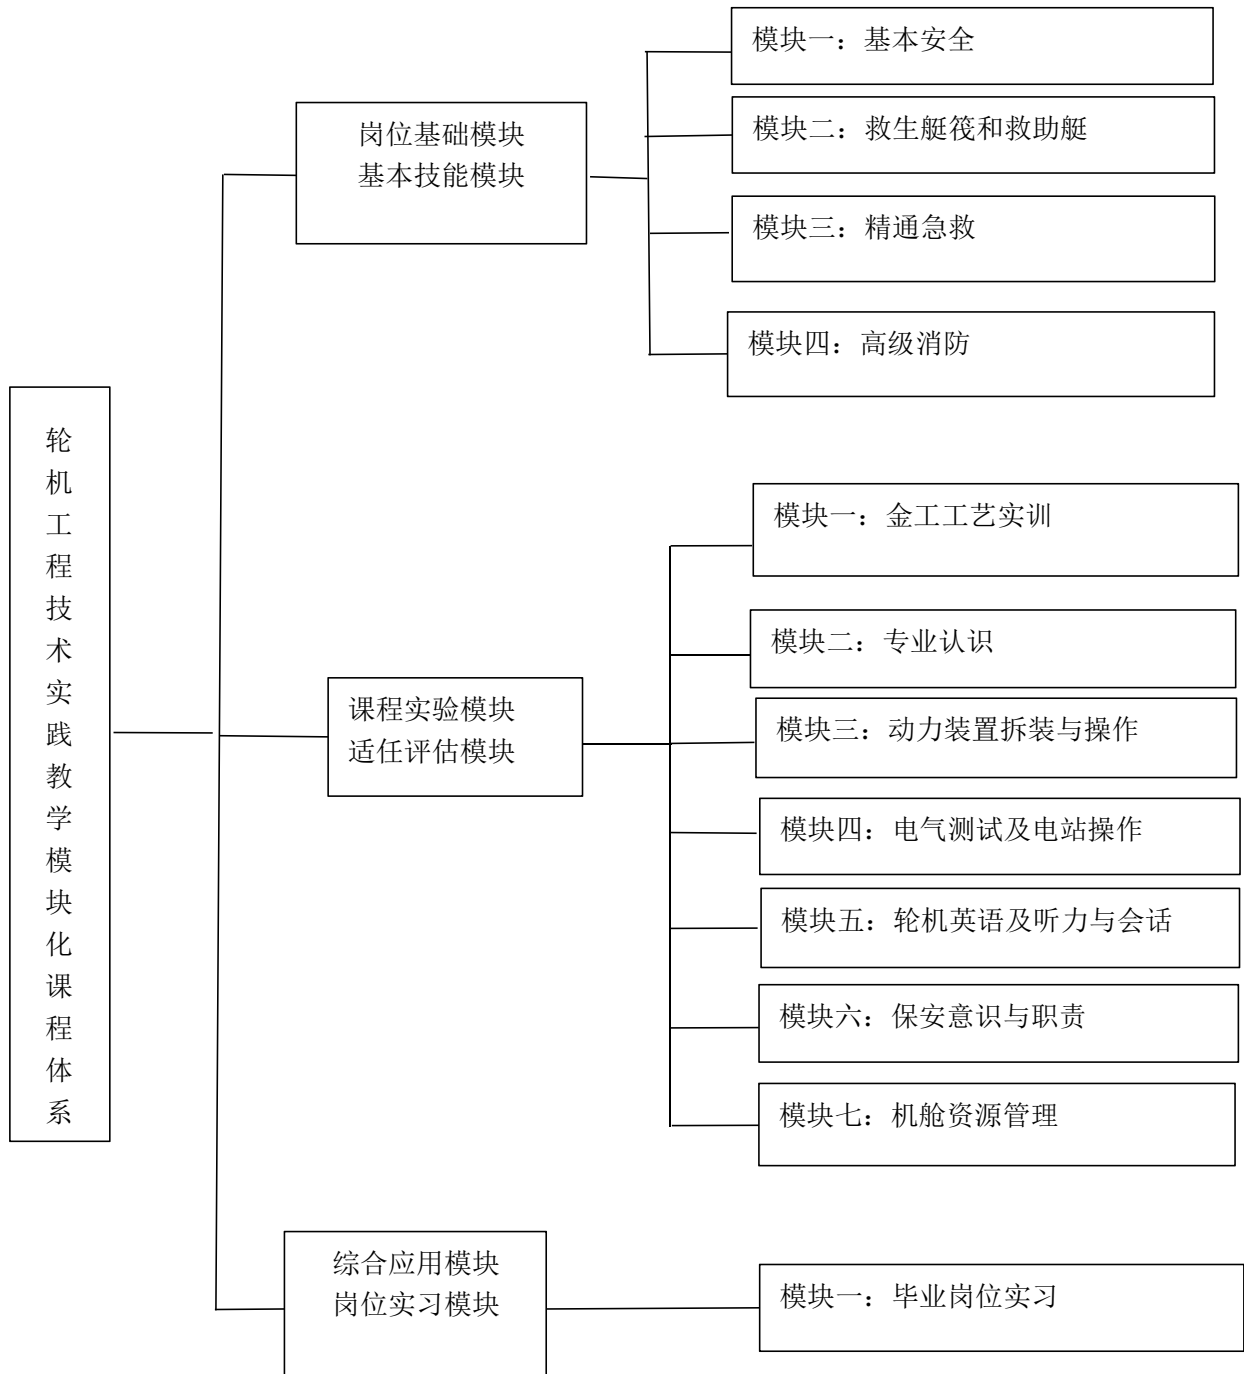 轮机工程技术实践教学模块化课程体系
岗位基础模块
基本技能模块
模块一：基本安全
模块二：救生艇筏和救助艇
模块三：精通急救
模块四：高级消防
课程实验模块
适任评估模块
模块一：金工工艺实训
模块二：专业认识
模块三：动力装置拆装与操作
模块四：电气测试及电站操作
模块五：轮机英语及听力与会话
模块六：保安意识与职责
模块七：机舱资源管理
综合应用模块
岗位实习模块
模块一：毕业岗位实习